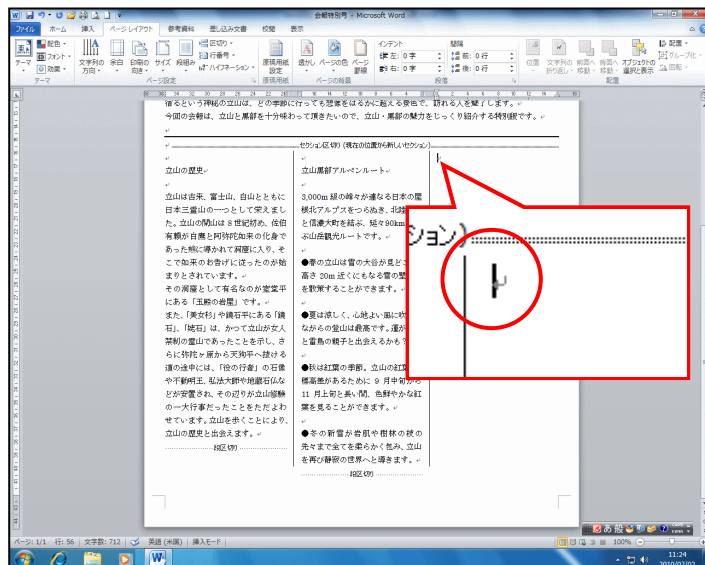 会報特別号 - Microsoft Word
ファイル ホーム 挿入 ページ レイアウト 参考資料 差し込み文書 校閲 表示
配色
フォント
効果
テーマ
文字列の方向 余白 印刷の向き サイズ 段組み
区切り
行番号
ハイフネーション
原稿用紙設定
透かし ページの色 ページ罫線
インデント
左: 0 字
右: 0 字
間隔
前: 0 行
後: 0 行
位置 文字列の折り返し 前面へ移動 背面へ移動 オブジェクトの選択と表示
配置
グループ化
回転
テーマ ページ設定 原稿用紙 ページの背景 段落 配置
宿るという神秘の立山は、どの季節に行っても想像をはるかに超える景色で、訪れる人を魅了します。
今回の会報は、立山と黒部を十分味わって頂きたいので、立山・黒部の魅力をじっくり紹介する特別版です。
セクション区切り (現在の位置から新しいセクション)
立山の歴史
立山は古来、富士山、白山とともに
日本三霊山の一つとして栄えまし
た。立山の開山は 8 世紀初め、佐伯
有頼が白鷹と阿弥陀如来の化身で
あった熊に導かれて洞窟に入り、そ
こで如来のお告げに従ったのが始
まりとされています。
その洞窟として有名なのが室堂平
にある「玉殿の岩屋」です。
また、「美女杉」や鏡石平にある「鏡
石」、「姥石」は、かつて立山が女人
禁制の霊山であったことを示し、さ
らに弥陀ヶ原から天狗平へ抜ける
道の途中には、「役の行者」の石像
や不動明王、弘法大師や地蔵石仏な
どが安置され、その辺りが立山修験
の一大行事だったことをただよわ
せています。立山を歩くことにより、
立山の歴史と出会えます。
段区切り
立山黒部アルペンルート
3,000m 級の峰々が連なる日本の屋
根北アルプスをつらぬき、北陸
と信濃大町を結ぶ、延々90km
ぶ山岳観光ルートです。
●春の立山は雪の大谷が見どこ
高さ 20m 近くにもなる雪の壁
を散策することができます。
●夏は涼しく、心地よい風に吹
ながらの登山は最高です。運が
と雷鳥の親子と出会えるかも?
●秋は紅葉の季節。立山の紅葉
標高差があるために 9 月中旬から
11 月上旬と長い間、色鮮やかな紅
葉を見ることができます。
●冬の新雪が岩肌や樹林の枝の
先々まで全てを柔らかく包み、立山
を再び静寂の世界へと導きます。
段区切り
ション)
ページ: 1/1 行: 56 文字数: 712 英語 (米国) 挿入モード 100%
あ 般
11:24
2010/07/02